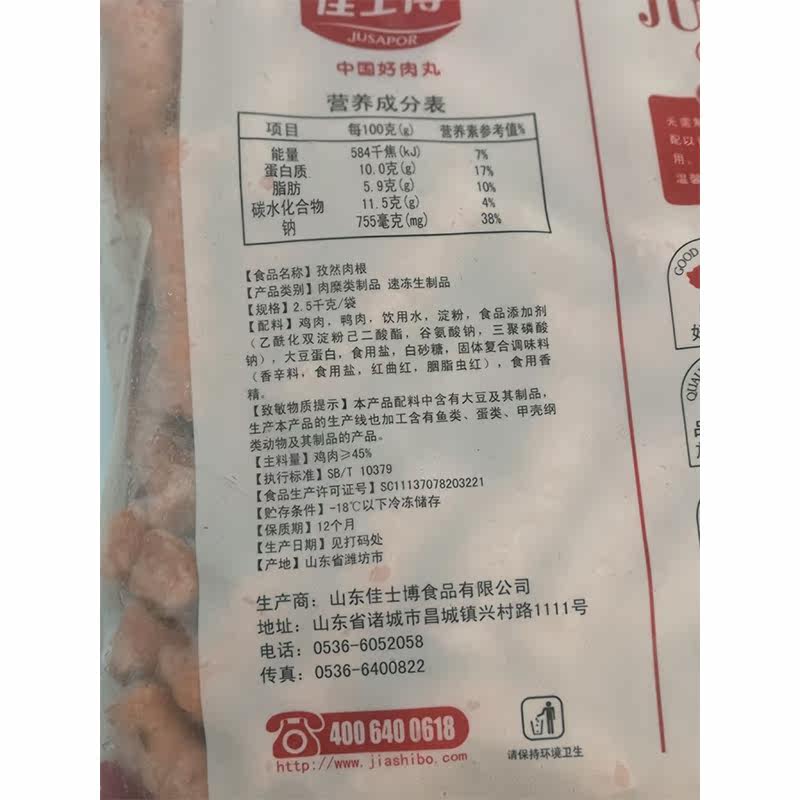 佳士博
JUSAPOR
中国好肉丸
营养成分表
项目 每100克(g) 营养素参考值%
能量 584千焦(kJ) 7%
蛋白质 10.0克(g) 17%
脂肪 5.9克(g) 10%
碳水化合物 11.5克(g) 4%
钠 755毫克(mg) 38%
【食品名称】孜然肉根
【产品类别】肉糜类制品 速冻生制品
【规格】2.5千克/袋
【配料】鸡肉，鸭肉，饮用水，淀粉，食品添加剂
（乙酰化双淀粉己二酸酯，谷氨酸钠，三聚磷酸
钠），大豆蛋白，食用盐，白砂糖，固体复合调味料
（香辛料，食用盐，红曲红，胭脂虫红），食用香
精。
【致敏物质提示】本产品配料中含有大豆及其制品，
生产本产品的生产线也加工含有鱼类、蛋类、甲壳纲
类动物及其制品的产品。
【主料量】鸡肉≥45%
【执行标准】SB/T 10379
【食品生产许可证号】SC11137078203221
【贮存条件】-18℃以下冷冻储存
【保质期】12个月
【生产日期】见打码处
【产地】山东省潍坊市
生产商：山东佳士博食品有限公司
地址：山东省诸城市昌城镇兴村路1111号
电话：0536-6052058
传真：0536-6400822
400 640 0618
http://www.jiashibo.com
请保持环境卫生
JU
无需
配以
用。
温馨
GOOD
QUAL